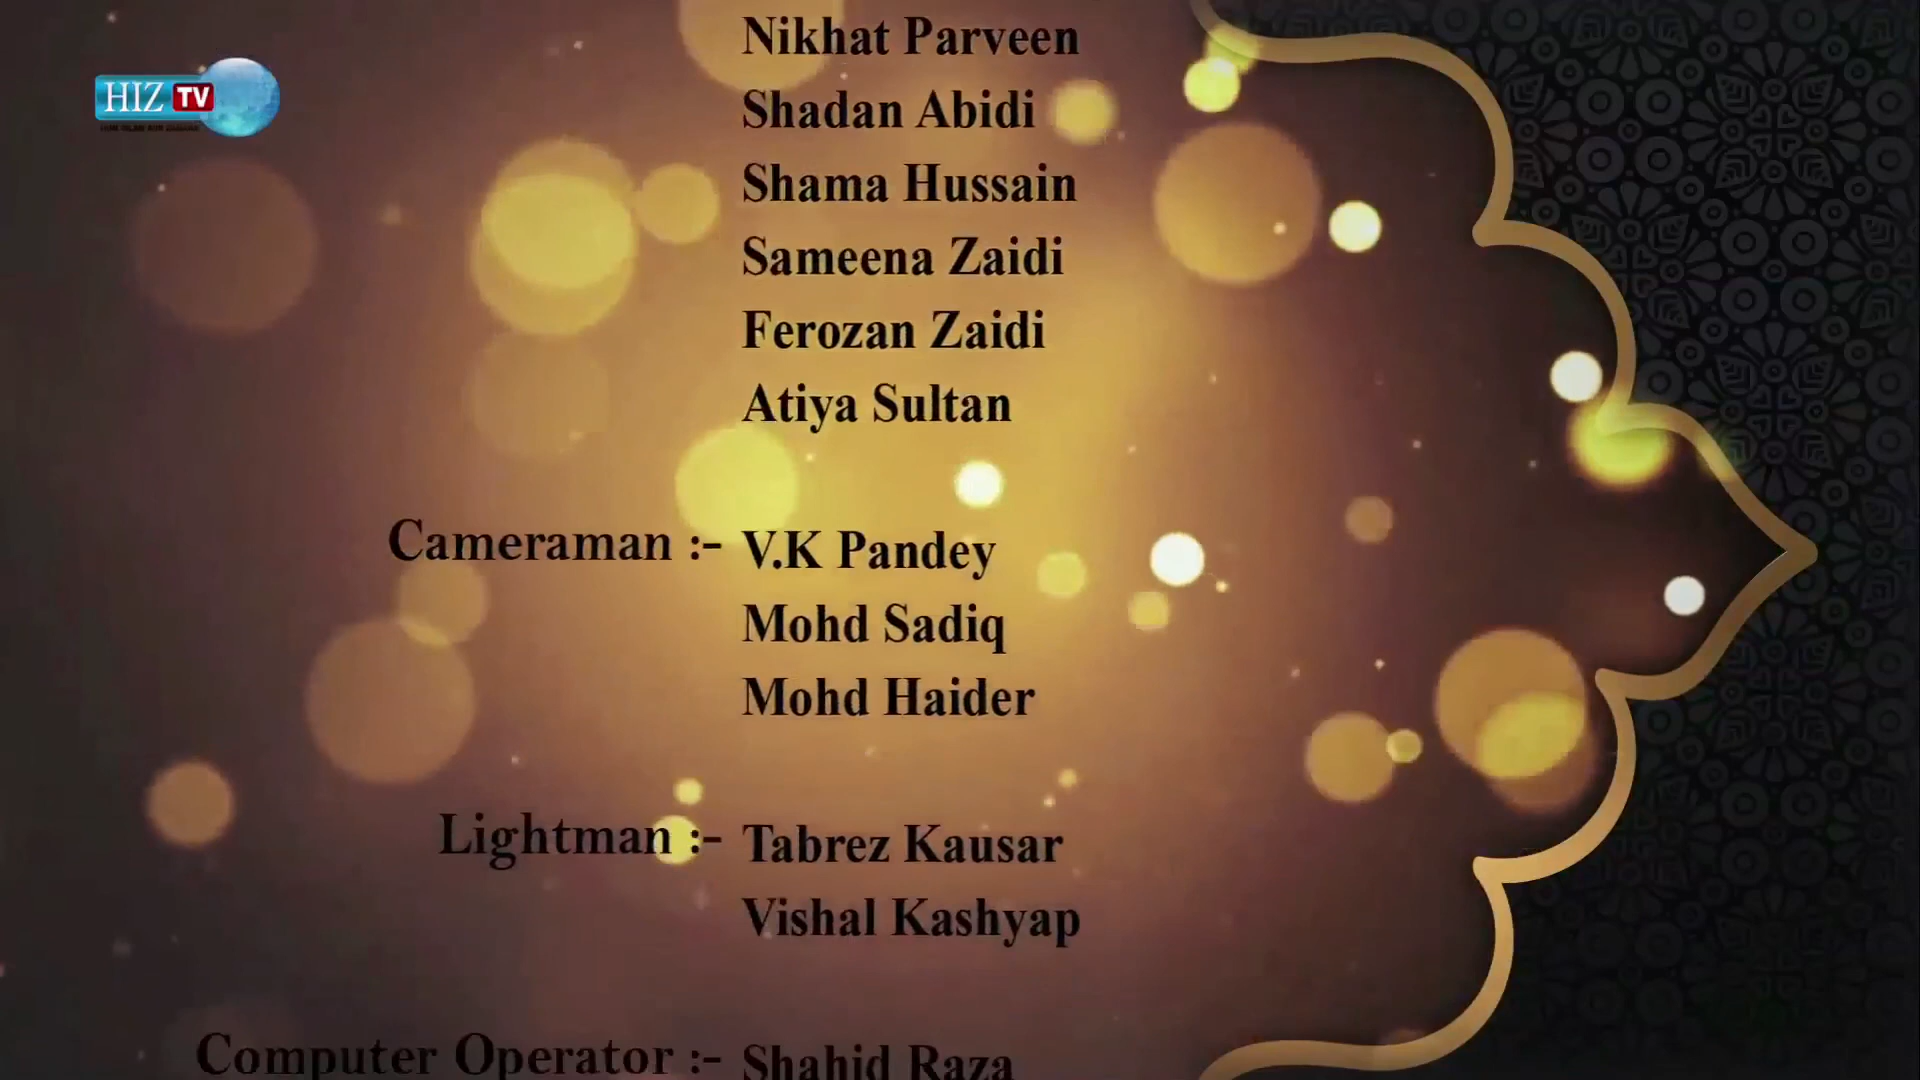 Nikhat Parveen
HIZ TV
Shadan Abidi
Shama Hussain
Sameena Zaidi
Ferozan Zaidi
Atiya Sultan
Cameraman :- V.K Pandey
Mohd Sadiq
Mohd Haider
Lightman :- Tabrez Kausar
Vishal Kashyap
Computer Operator :- Shahid Raza